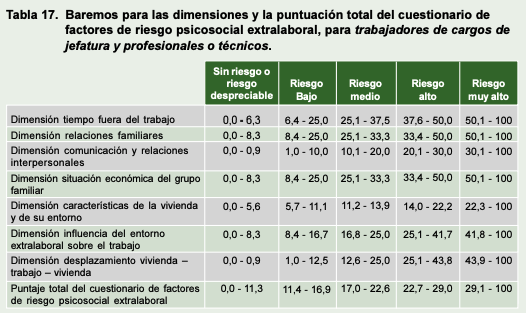 Tabla 17. Baremos para las dimensiones y la puntuación total del cuestionario de
factores de riesgo psicosocial extralaboral, para trabajadores de cargos de
jefatura y profesionales o técnicos.
Sin riesgo o riesgo despreciable Riesgo Bajo Riesgo medio Riesgo alto Riesgo muy alto
Dimensión tiempo fuera del trabajo 0,0 - 6,3 6,4 - 25,0 25,1 - 37,5 37,6 - 50,0 50,1 - 100
Dimensión relaciones familiares 0,0 - 8,3 8,4 - 25,0 25,1 - 33,3 33,4 - 50,0 50,1 - 100
Dimensión comunicación y relaciones interpersonales 0,0 - 0,9 1,0 - 10,0 10,1 - 20,0 20,1 - 30,0 30,1 - 100
Dimensión situación económica del grupo familiar 0,0 - 8,3 8,4 - 25,0 25,1 - 33,3 33,4 - 50,0 50,1 - 100
Dimensión características de la vivienda y de su entorno 0,0 - 5,6 5,7 - 11,1 11,2 - 13,9 14,0 - 22,2 22,3 - 100
Dimensión influencia del entorno extralaboral sobre el trabajo 0,0 - 8,3 8,4 - 16,7 16,8 - 25,0 25,1 - 41,7 41,8 - 100
Dimensión desplazamiento vivienda – trabajo – vivienda 0,0 - 0,9 1,0 - 12,5 12,6 - 25,0 25,1 - 43,8 43,9 - 100
Puntaje total del cuestionario de factores de riesgo psicosocial extralaboral 0,0 - 11,3 11,4 - 16,9 17,0 - 22,6 22,7 - 29,0 29,1 - 100